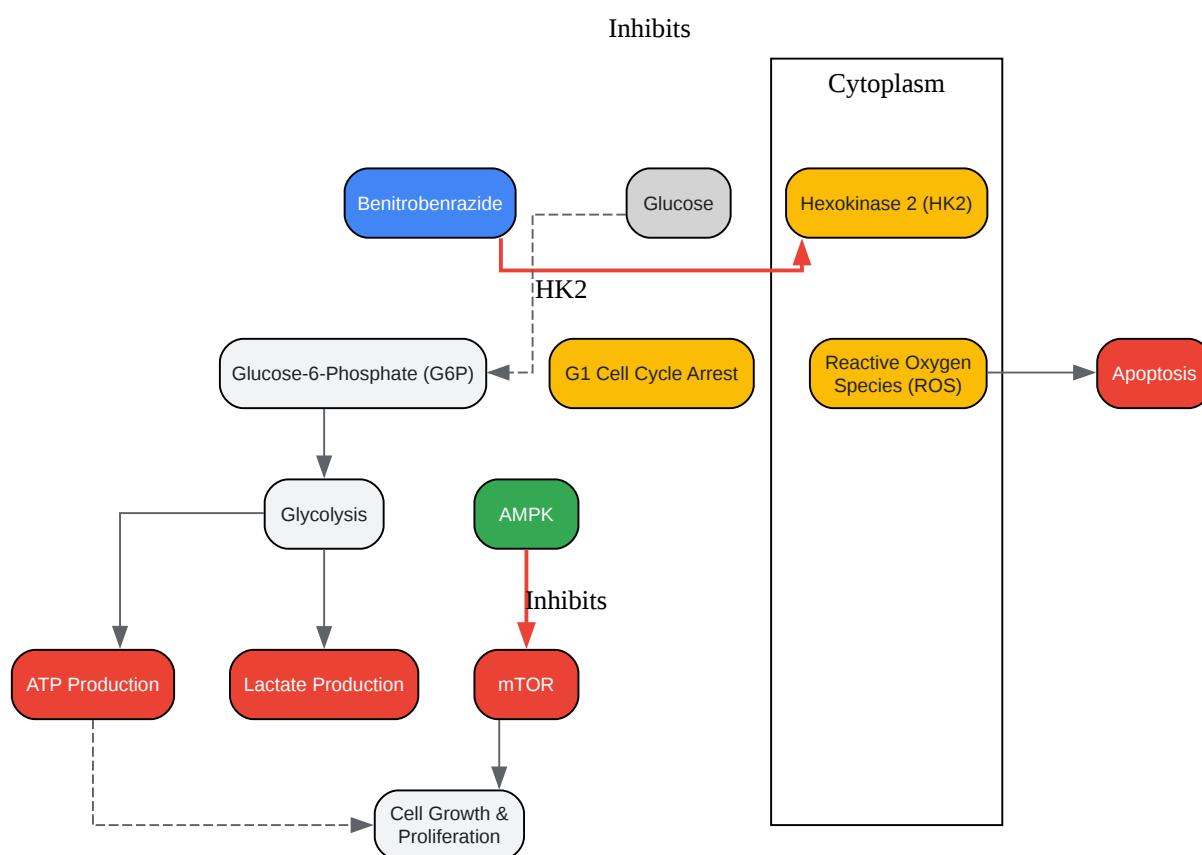 Inhibits
Cytoplasm
Benitrobenrazide
Glucose
Hexokinase 2 (HK2)
HK2
Glucose-6-Phosphate (G6P)
G1 Cell Cycle Arrest
Reactive Oxygen
Species (ROS)
Apoptosis
Glycolysis
AMPK
Inhibits
ATP Production
Lactate Production
mTOR
Cell Growth &
Proliferation